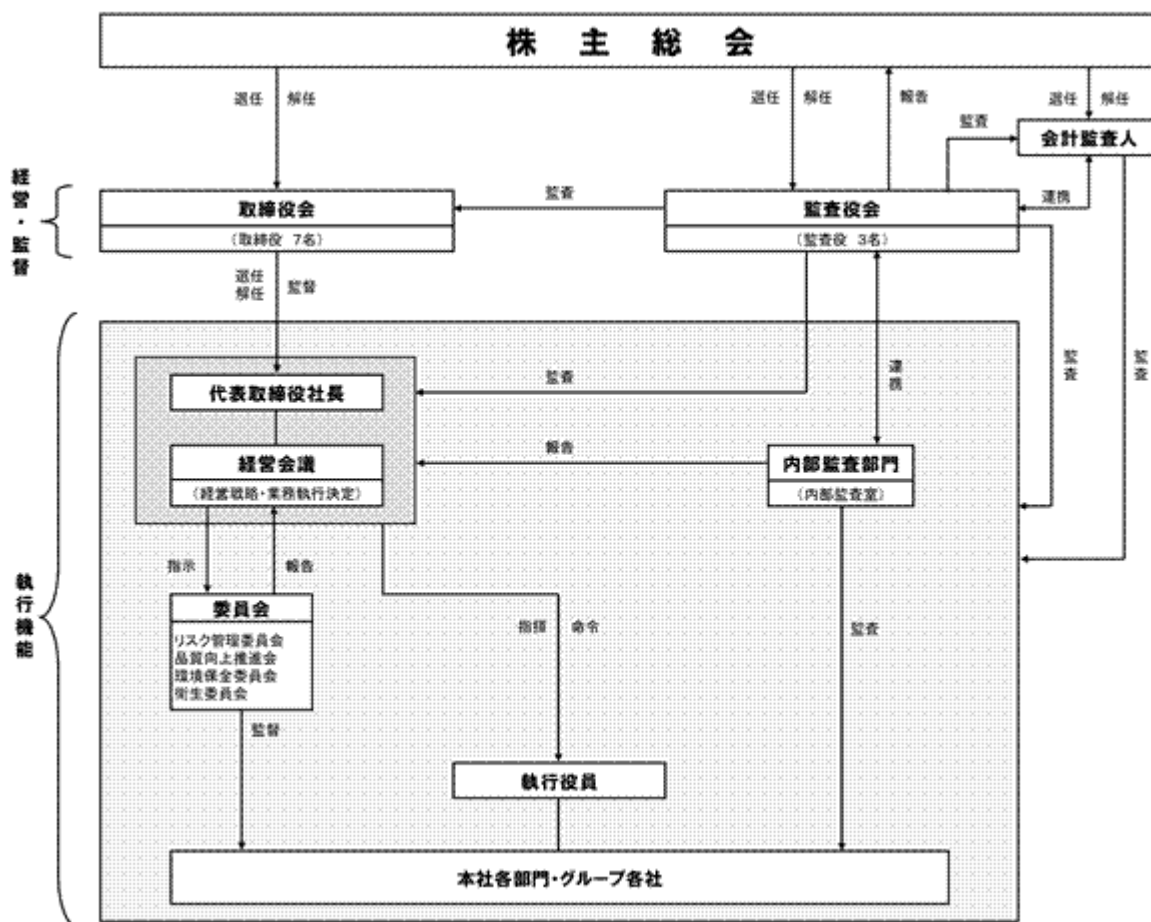 株主総会
選任 解任
選任 解任
報告
選任 解任
監査
会計監査人
経営・監督
取締役会
(取締役 7名)
監査
監査役会
(監査役 3名)
連携
選任
解任
監督
監査
監査
執行機能
代表取締役社長
監査
連携
経営会議
(経営戦略・業務執行決定)
報告
内部監査部門
(内部監査室)
指示
報告
委員会
リスク管理委員会
品質向上推進会
環境保全委員会
衛生委員会
指揮 命令
監査
監督
執行役員
本社各部門・グループ各社